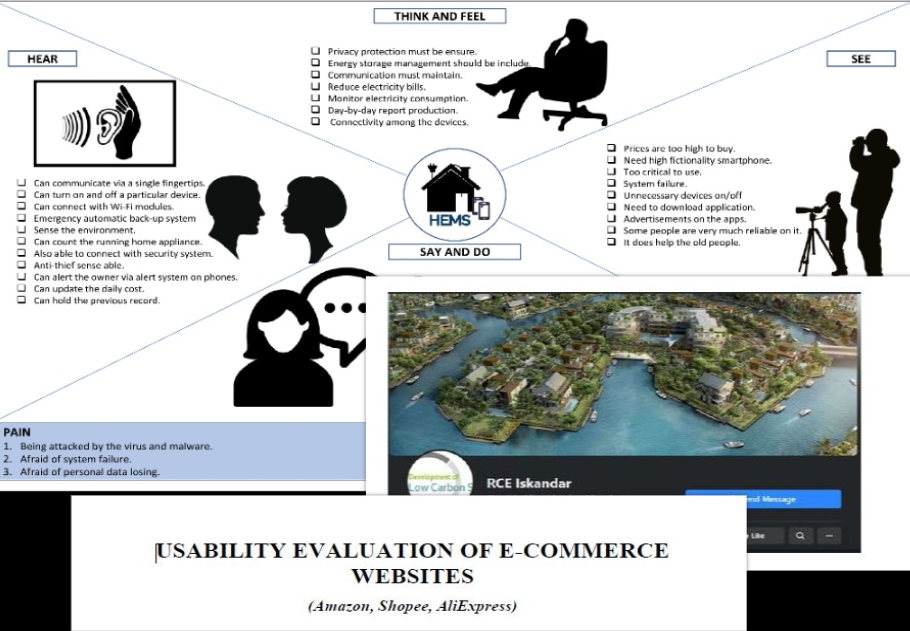 THINK AND FEEL
Privacy protection must be ensure.
Energy storage management should be include.
Communication must maintain.
Reduce electricity bills.
Monitor electricity consumption.
Day-by-day report production.
Connectivity among the devices.
HEAR
Can communicate via a single fingertips.
Can turn on and off a particular device.
Can connect with Wi-Fi modules.
Emergency automatic back-up system
Sense the environment.
Can count the running home appliance.
Also able to connect with security system.
Anti-thief sense able.
Can alert the owner via alert system on phones.
Can update the daily cost.
Can hold the previous record.
SEE
Prices are too high to buy.
Need high fictionality smartphone.
Too critical to use.
System failure.
Unnecessary devices on/off
Need to download application.
Advertisements on the apps.
Some people are very much reliable on it.
It does help the old people.
HEMS
SAY AND DO
PAIN
1. Being attacked by the virus and malware.
2. Afraid of system failure.
3. Afraid of personal data losing.
Development of
Low Carbon S
RCE Iskandar
end Message
Like
USABILITY EVALUATION OF E-COMMERCE
WEBSITES
(Amazon, Shopee, AliExpress)